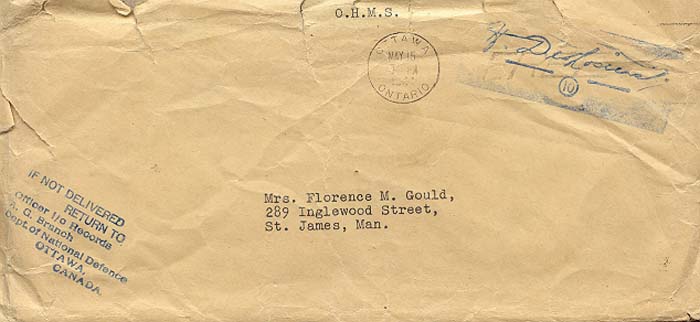 O.H.M.S.
OTTAWA
MAY 15
ONTARIO
10
IF NOT DELIVERED
RETURN TO
Officer i/o Records
A. G. Branch
Dept. of National Defence
OTTAWA,
CANADA.
Mrs. Florence M. Gould,
289 Inglewood Street,
St. James, Man.